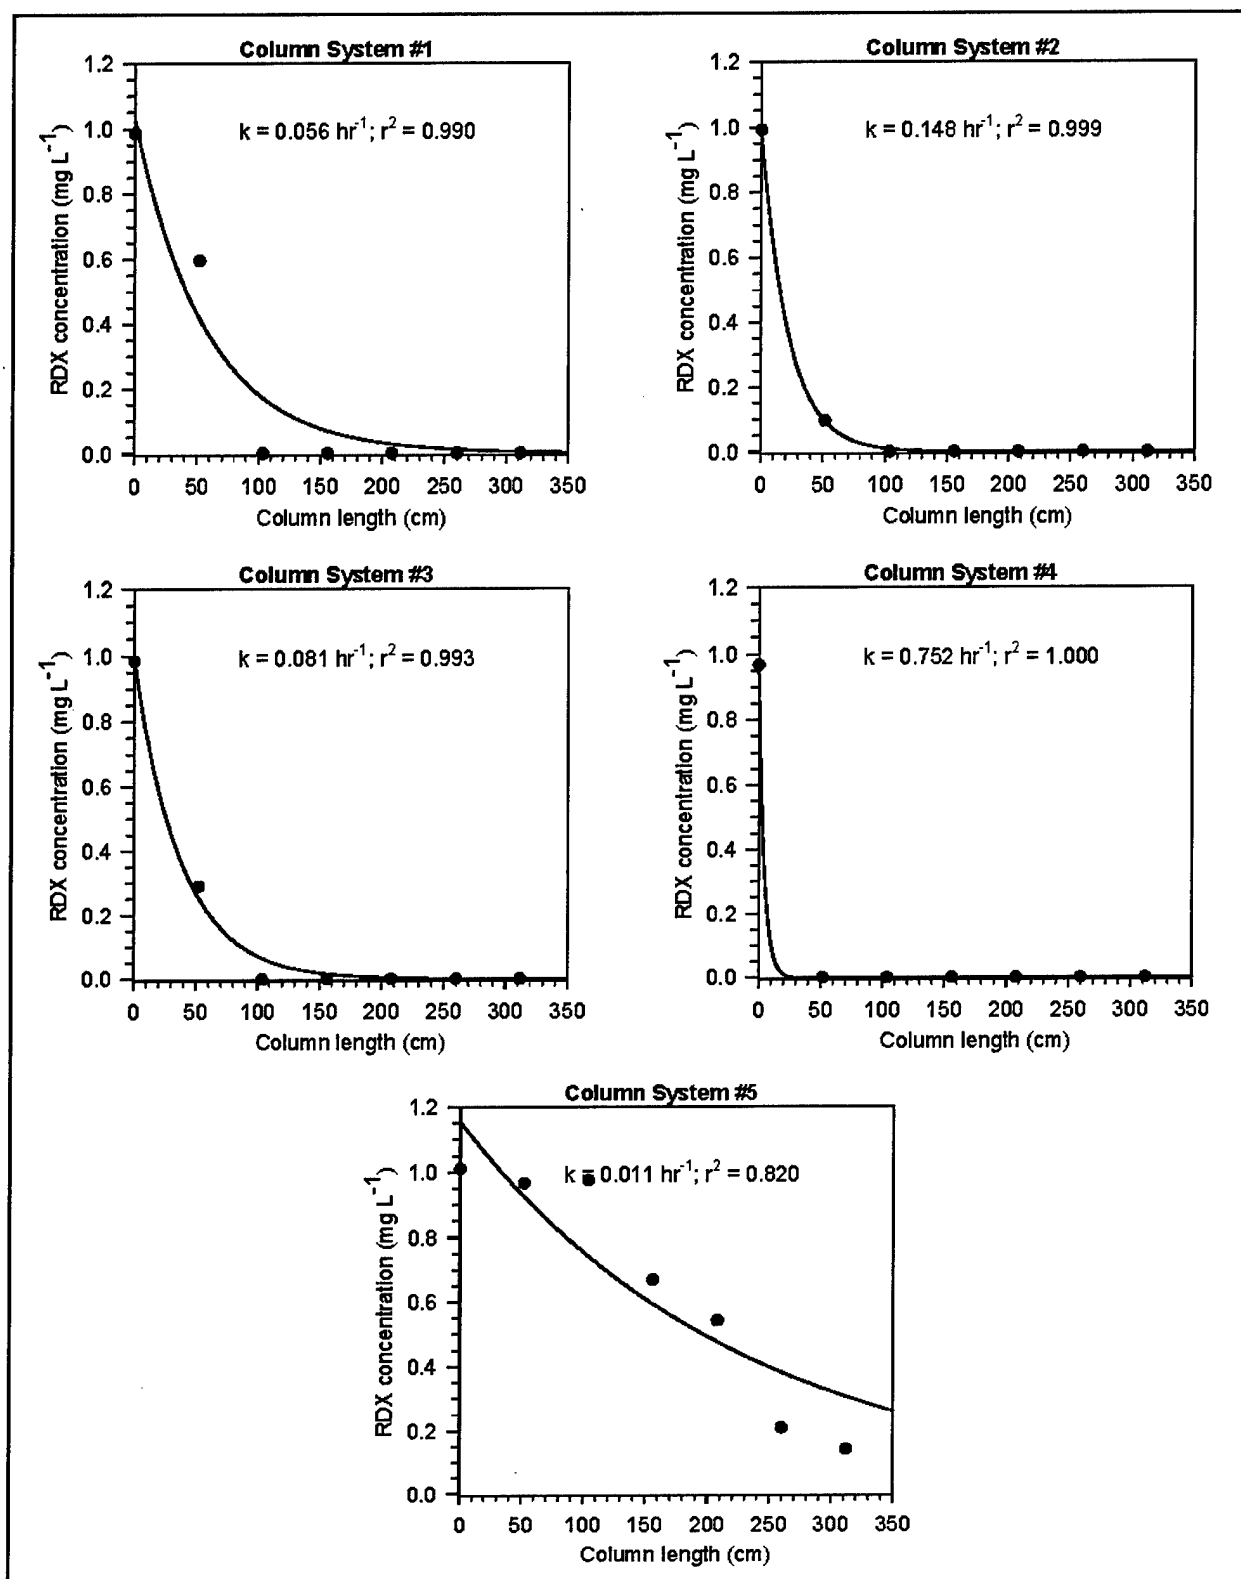 Column System #1
1.2
1.0
0.8
0.6
0.4
0.2
0.0
RDX concentration (mg L⁻¹)
k = 0.056 hr⁻¹; r² = 0.990
0 50 100 150 200 250 300 350
Column length (cm)
Column System #2
1.2
1.0
0.8
0.6
0.4
0.2
0.0
RDX concentration (mg L⁻¹)
k = 0.148 hr⁻¹; r² = 0.999
0 50 100 150 200 250 300 350
Column length (cm)
Column System #3
1.2
1.0
0.8
0.6
0.4
0.2
0.0
RDX concentration (mg L⁻¹)
k = 0.081 hr⁻¹; r² = 0.993
0 50 100 150 200 250 300 350
Column length (cm)
Column System #4
1.2
1.0
0.8
0.6
0.4
0.2
0.0
RDX concentration (mg L⁻¹)
k = 0.752 hr⁻¹; r² = 1.000
0 50 100 150 200 250 300 350
Column length (cm)
Column System #5
1.2
1.0
0.8
0.6
0.4
0.2
0.0
RDX concentration (mg L⁻¹)
k = 0.011 hr⁻¹; r² = 0.820
0 50 100 150 200 250 300 350
Column length (cm)